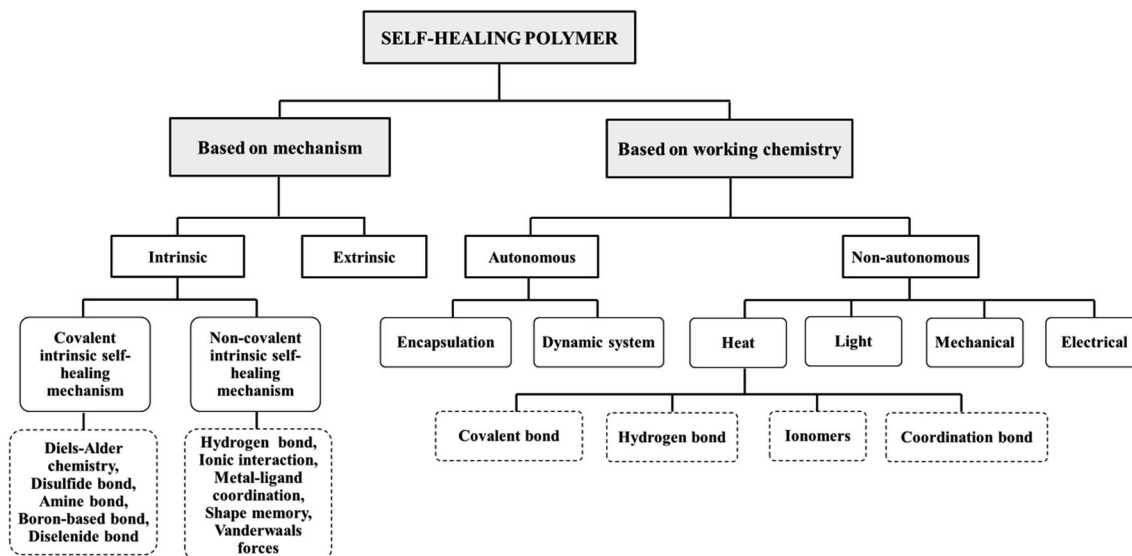 SELF-HEALING POLYMER
Based on mechanism
Based on working chemistry
Intrinsic
Extrinsic
Autonomous
Non-autonomous
Covalent
intrinsic self-
healing
mechanism
Non-covalent
intrinsic self-
healing
mechanism
Encapsulation
Dynamic system
Heat
Light
Mechanical
Electrical
Covalent bond
Hydrogen bond
Ionomers
Coordination bond
Diels-Alder
chemistry,
Disulfide bond,
Amine bond,
Boron-based bond,
Diselenide bond
Hydrogen bond,
Ionic interaction,
Metal-ligand
coordination,
Shape memory,
Vanderwaals
forces